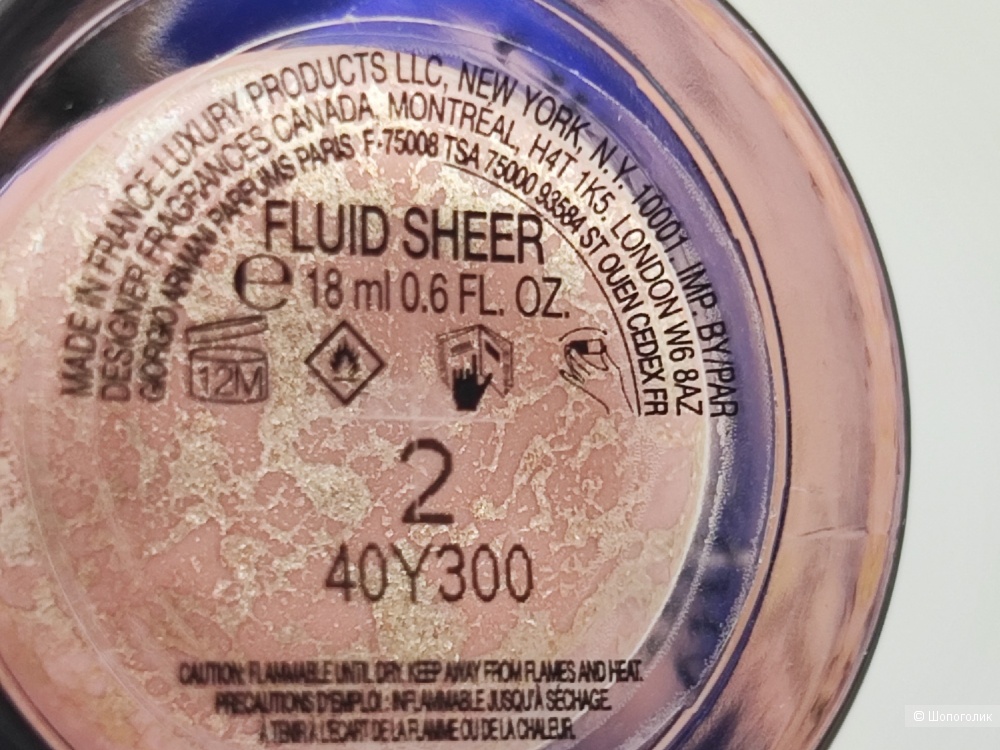 MADE IN FRANCE LUXURY PRODUCTS LLC, NEW YORK, N.Y. 10001. IMP. BY/PAR
DESIGNER FRAGRANCES CANADA, MONTRÉAL, H4T 1K5. LONDON W6 8AZ
GIORGIO ARMANI PARFUMS PARIS F-75008 TSA 75000 93584 ST OUEN CEDEX FR
FLUID SHEER
e 18 ml 0.6 FL. OZ.
12M
2
40Y300
CAUTION: FLAMMABLE UNTIL DRY. KEEP AWAY FROM FLAMES AND HEAT.
PRECAUTIONS D'EMPLOI : INFLAMMABLE JUSQU'À SÉCHAGE.
À TENIR À L'ÉCART DE LA FLAMME OU DE LA CHALEUR.
© Шопоголик